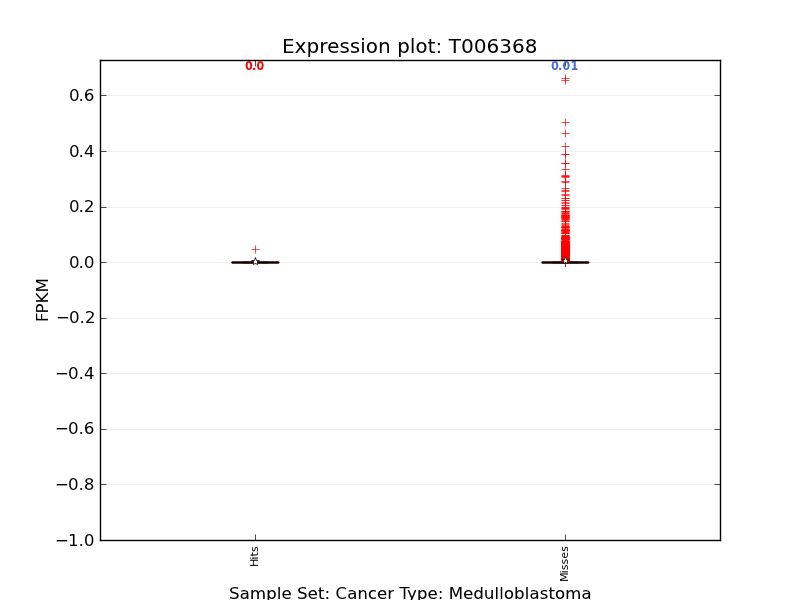 Expression plot: T006368
0.0
0.01
0.6
0.4
0.2
0.0
−0.2
−0.4
−0.6
−0.8
−1.0
FPKM
Hits
Misses
Sample Set: Cancer Type: Medulloblastoma